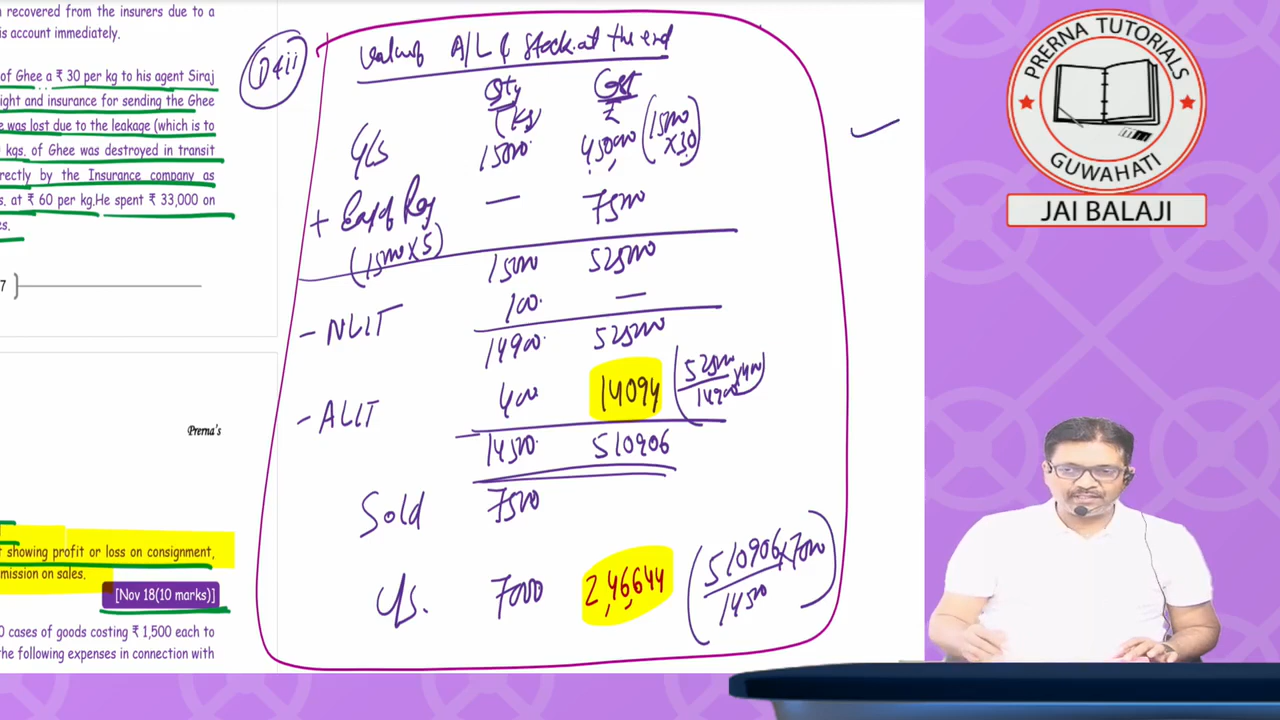 n recovered from the insurers due to a
is account immediately.
of Ghee a ₹ 30 per kg to his agent Siraj
ight and insurance for sending the Ghee
e was lost due to the leakage (which is to
kgs. of Ghee was destroyed in transit
rectly by the Insurance company as
s. at ₹ 60 per kg.He spent ₹ 33,000 on
es.
7
Prerna's
t showing profit or loss on consignment,
mission on sales.
[Nov 18(10 marks)]
0 cases of goods costing ₹ 1,500 each to
the following expenses in connection with
A/L & Stock at the end
Qty Cost
(kg) ₹
15000 450000 (15000 × 30)
+ Exp of — 75000
(15000 × 5)
15000 525000
- NLIT 100 —
14900 525000
- ALIT 400 14094 (525000/14900 × 400)
14500 510906
Sold 7500
c/s. 7000 2,46,644 (510906/14500 × 7000)
PRERNA TUTORIALS
GUWAHATI
JAI BALAJI